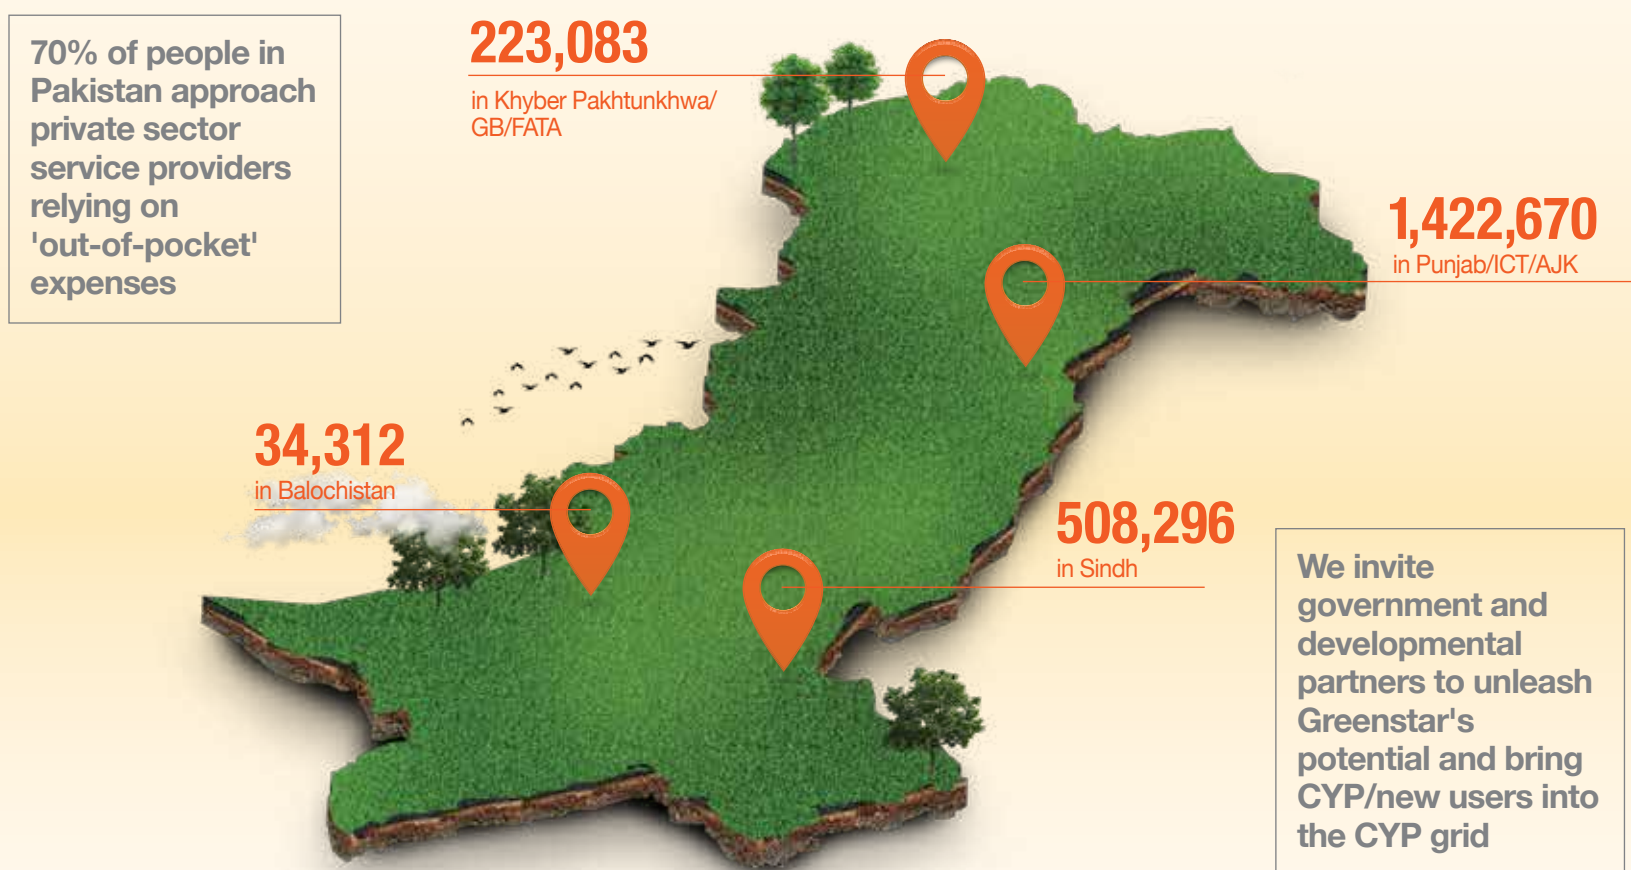 70% of people in
Pakistan approach
private sector
service providers
relying on
'out-of-pocket'
expenses
223,083
in Khyber Pakhtunkhwa/
GB/FATA
1,422,670
in Punjab/ICT/AJK
34,312
in Balochistan
508,296
in Sindh
We invite
government and
developmental
partners to unleash
Greenstar's
potential and bring
CYP/new users into
the CYP grid